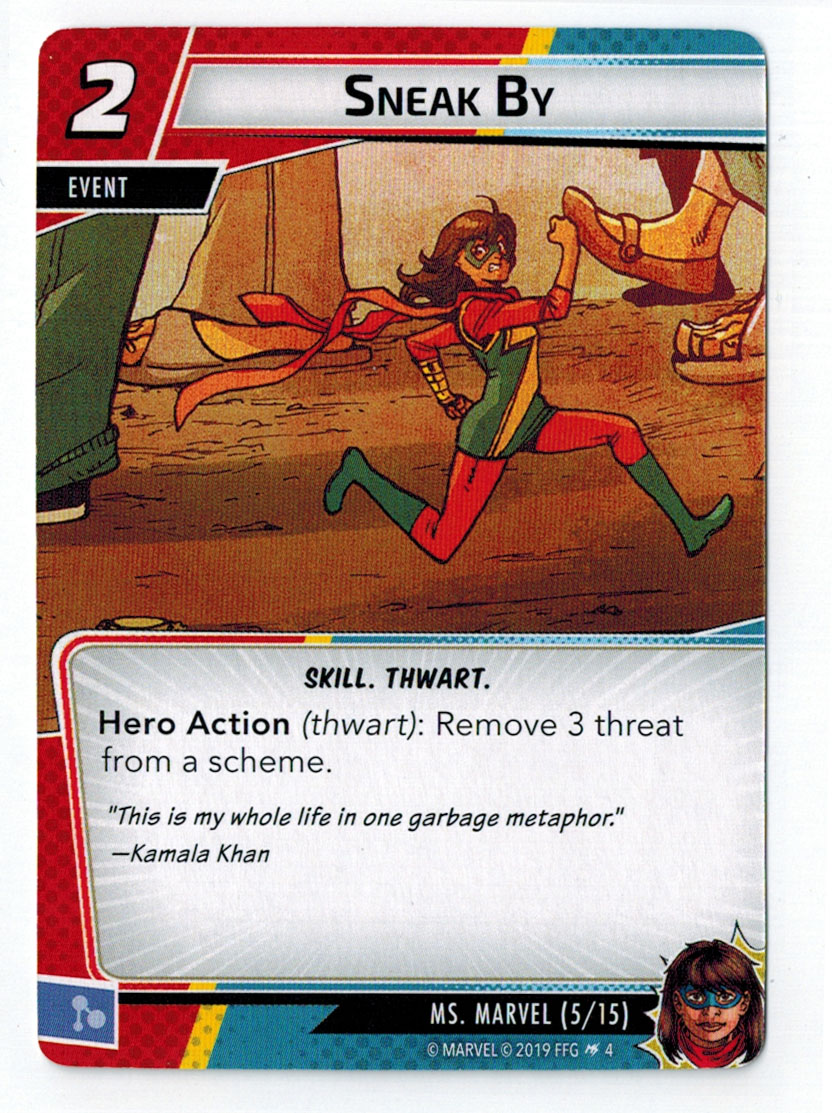 2
SNEAK BY
EVENT
SKILL. THWART.
Hero Action (thwart): Remove 3 threat
from a scheme.
"This is my whole life in one garbage metaphor."
—Kamala Khan
MS. MARVEL (5/15)
© MARVEL © 2019 FFG 4